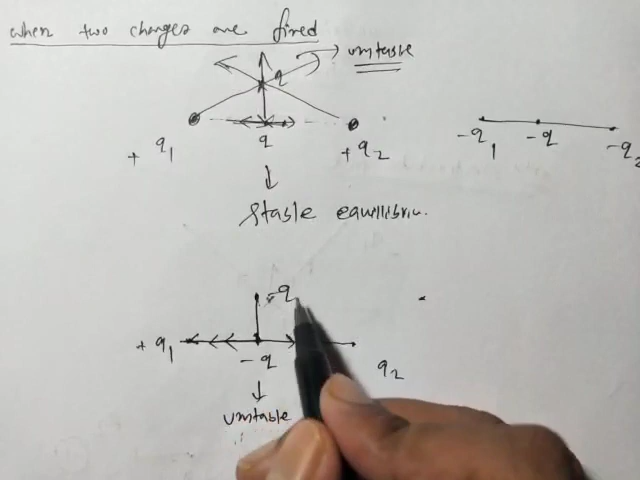 when two charges are fixed
unstable
q
+ q1 q + q2
-q1 -q -q2
Stable equilibriu.
-q
+ q1 - q q2
Unstable